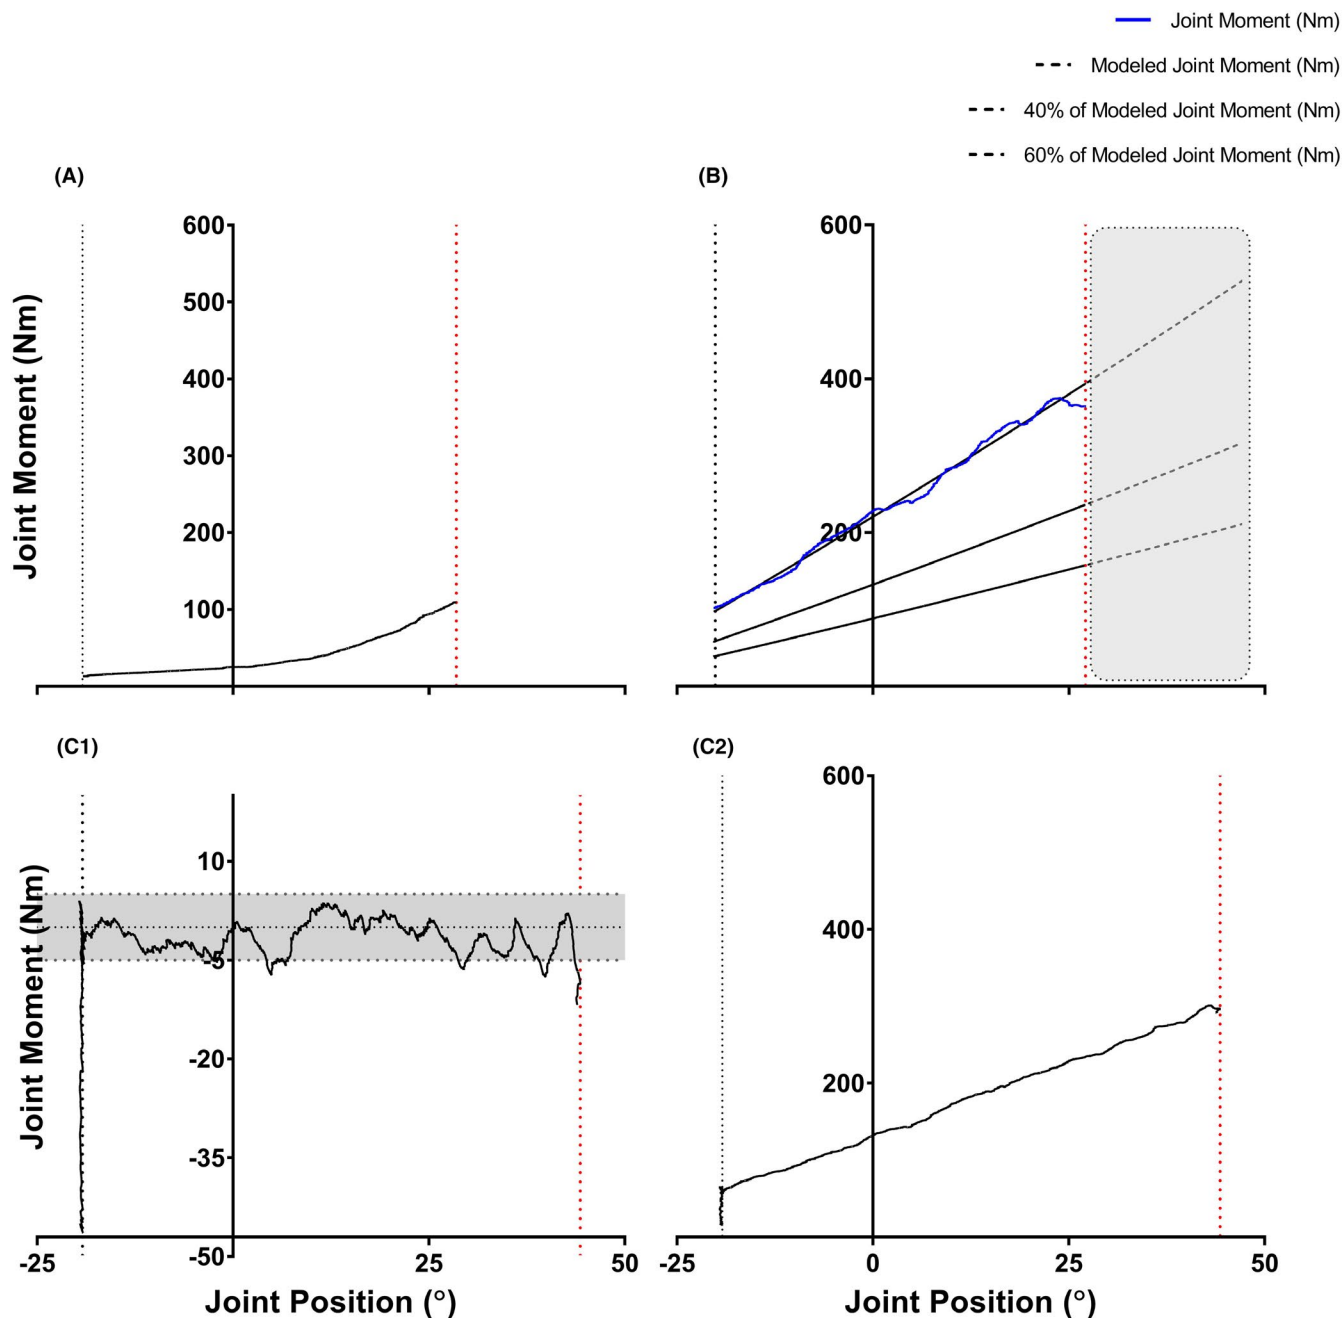 Joint Moment (Nm)
Modeled Joint Moment (Nm)
40% of Modeled Joint Moment (Nm)
60% of Modeled Joint Moment (Nm)
(A)
Joint Moment (Nm)
600
500
400
300
200
100
(B)
600
400
200
(C1)
Joint Moment (Nm)
10
-5
-20
-35
-50
-25
25
50
Joint Position (°)
(C2)
600
400
200
-25
0
25
50
Joint Position (°)